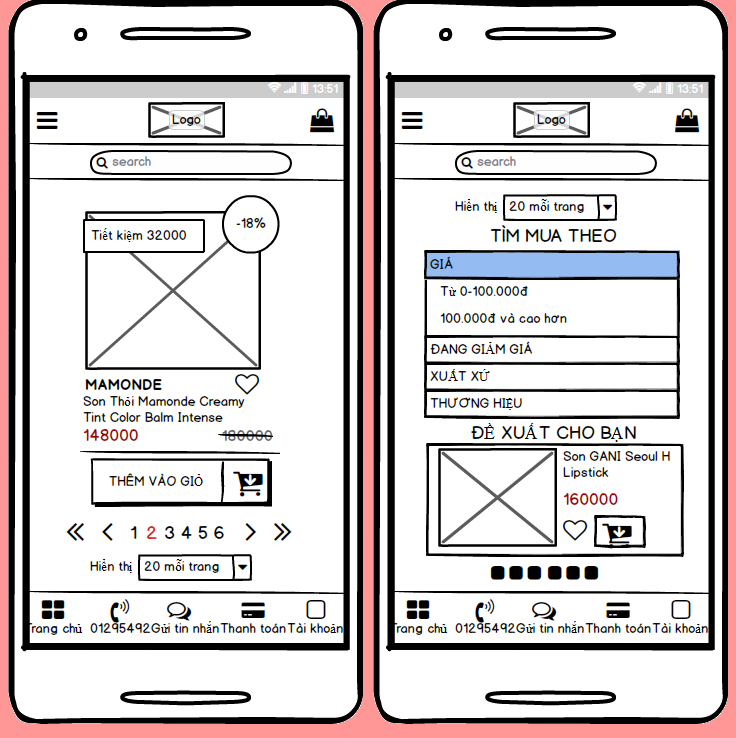 13:51
Logo
search
-18%
Tiết kiệm 32000
MAMONDE
Son Thỏi Mamonde Creamy
Tint Color Balm Intense
148000 180000
THÊM VÀO GIỎ
1 2 3 4 5 6
Hiển thị 20 mỗi trang
Trang chủ 01295492 Gửi tin nhắn Thanh toán Tài khoản
13:51
Logo
search
Hiển thị 20 mỗi trang
TÌM MUA THEO
GIÁ
Từ 0-100.000đ
100.000đ và cao hơn
ĐANG GIẢM GIÁ
XUẤT XỨ
THƯƠNG HIỆU
ĐỀ XUẤT CHO BẠN
Son GANI Seoul H
Lipstick
160000
Trang chủ 01295492 Gửi tin nhắn Thanh toán Tài khoản